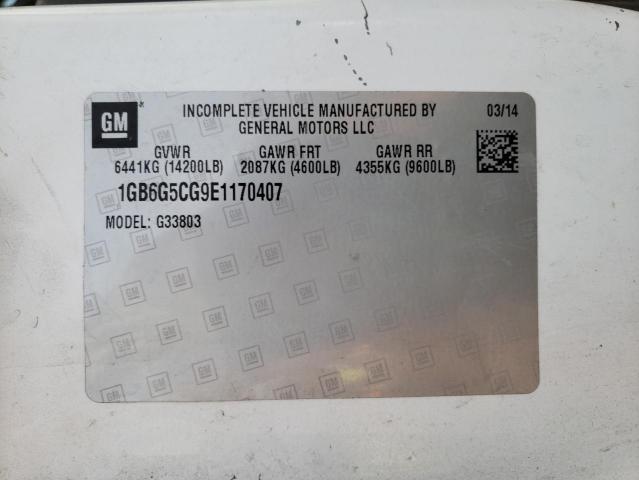 GM
INCOMPLETE VEHICLE MANUFACTURED BY 03/14
GENERAL MOTORS LLC
GVWR GAWR FRT GAWR RR
6441KG (14200LB) 2087KG (4600LB) 4355KG (9600LB)
1GB6G5CG9E1170407
MODEL: G33803